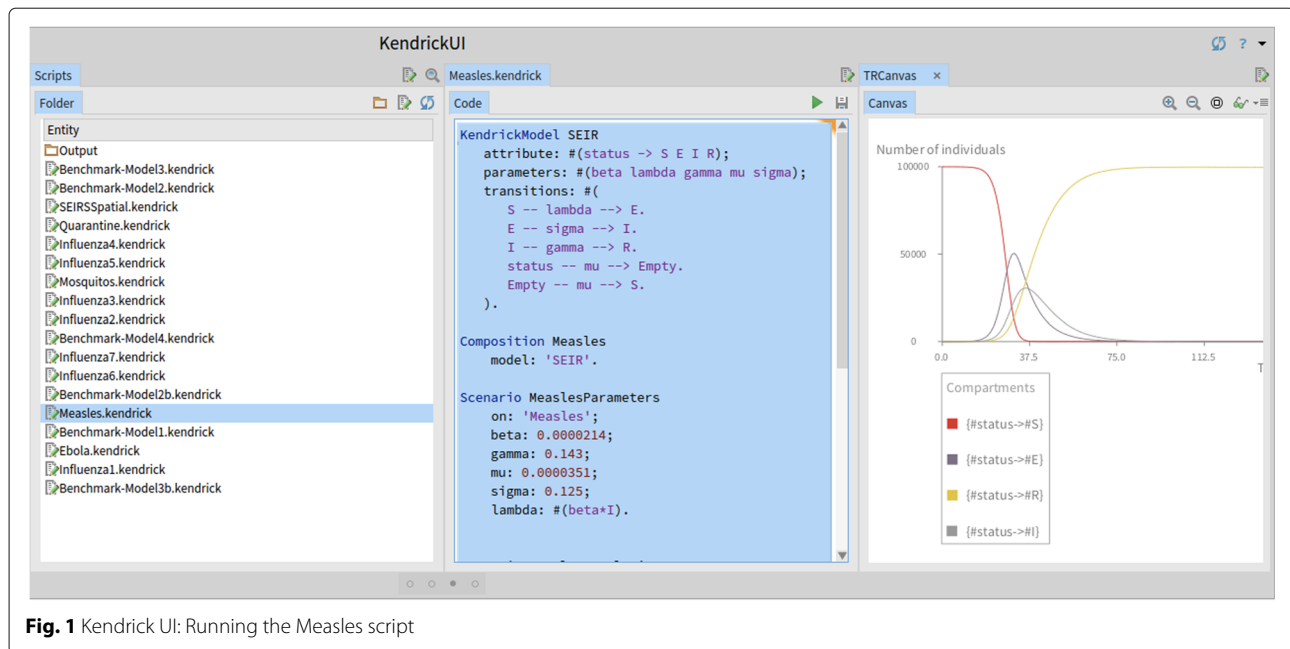 KendrickUI
?
Scripts
Folder
Entity
Output
Benchmark-Model3.kendrick
Benchmark-Model2.kendrick
SEIRSSpatial.kendrick
Quarantine.kendrick
Influenza4.kendrick
Influenza5.kendrick
Mosquitos.kendrick
Influenza3.kendrick
Influenza2.kendrick
Benchmark-Model4.kendrick
Influenza7.kendrick
Influenza6.kendrick
Benchmark-Model2b.kendrick
Measles.kendrick
Benchmark-Model1.kendrick
Ebola.kendrick
Influenza1.kendrick
Benchmark-Model3b.kendrick
Measles.kendrick
Code
KendrickModel SEIR
attribute: #(status -> S E I R);
parameters: #(beta lambda gamma mu sigma);
transitions: #(
S -- lambda --> E.
E -- sigma --> I.
I -- gamma --> R.
status -- mu --> Empty.
Empty -- mu --> S.
).
Composition Measles
model: 'SEIR'.
Scenario MeaslesParameters
on: 'Measles';
beta: 0.0000214;
gamma: 0.143;
mu: 0.0000351;
sigma: 0.125;
lambda: #(beta*I).
TRCanvas ×
Canvas
Number of individuals
100000
50000
0
0.0 37.5 75.0 112.5
T
Compartments
{#status->#S}
{#status->#E}
{#status->#R}
{#status->#I}
Fig. 1 Kendrick UI: Running the Measles script